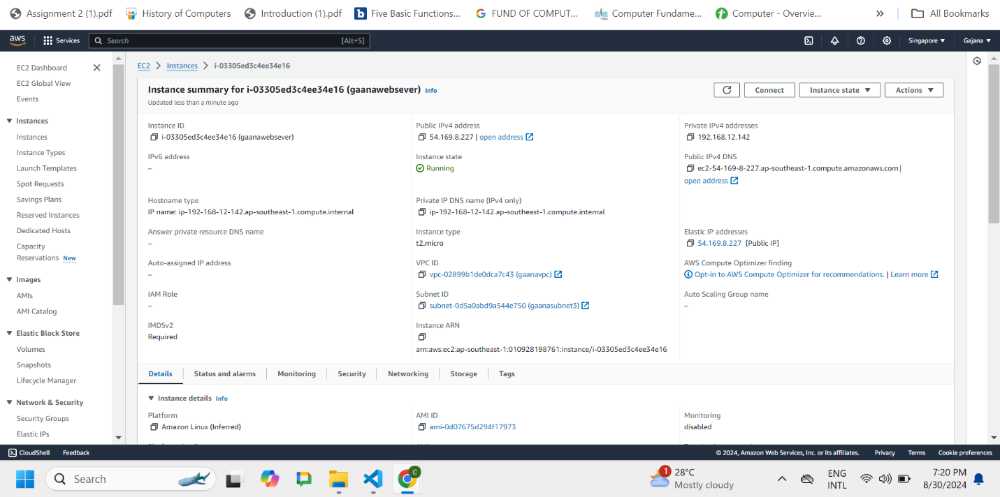 Assignment 2 (1).pdf History of Computers Introduction (1).pdf Five Basic Functions... FUND OF COMPUT... Computer Fundame... Computer - Overvie... All Bookmarks
aws Services Search [Alt+S] Singapore Gajana
EC2 Dashboard
EC2 Global View
Events
Instances
Instances
Instance Types
Launch Templates
Spot Requests
Savings Plans
Reserved Instances
Dedicated Hosts
Capacity
Reservations New
Images
AMIs
AMI Catalog
Elastic Block Store
Volumes
Snapshots
Lifecycle Manager
Network & Security
Security Groups
Elastic IPs
EC2 Instances i-03305ed3c4ee34e16
Instance summary for i-03305ed3c4ee34e16 (gaanawebsever) Info
Updated less than a minute ago
Connect Instance state Actions
Instance ID
i-03305ed3c4ee34e16 (gaanawebsever)
Public IPv4 address
54.169.8.227 | open address
Private IPv4 addresses
192.168.12.142
IPv6 address
–
Instance state
Running
Public IPv4 DNS
ec2-54-169-8-227.ap-southeast-1.compute.amazonaws.com |
open address
Hostname type
IP name: ip-192-168-12-142.ap-southeast-1.compute.internal
Private IP DNS name (IPv4 only)
ip-192-168-12-142.ap-southeast-1.compute.internal
Answer private resource DNS name
–
Instance type
t2.micro
Elastic IP addresses
54.169.8.227 [Public IP]
Auto-assigned IP address
–
VPC ID
vpc-02899b1de0dca7c43 (gaanavpc)
AWS Compute Optimizer finding
Opt-in to AWS Compute Optimizer for recommendations. | Learn more
IAM Role
–
Subnet ID
subnet-0d5a0abd9a544e750 (gaanasubnet3)
Auto Scaling Group name
–
IMDSv2
Required
Instance ARN
arn:aws:ec2:ap-southeast-1:010928198761:instance/i-03305ed3c4ee34e16
Details Status and alarms Monitoring Security Networking Storage Tags
Instance details Info
Platform
Amazon Linux (Inferred)
AMI ID
ami-0d07675d294f17973
Monitoring
disabled
CloudShell Feedback © 2024, Amazon Web Services, Inc. or its affiliates. Privacy Terms Cookie preferences
Search
C
1
28°C
Mostly cloudy
ENG
INTL
7:20 PM
8/30/2024